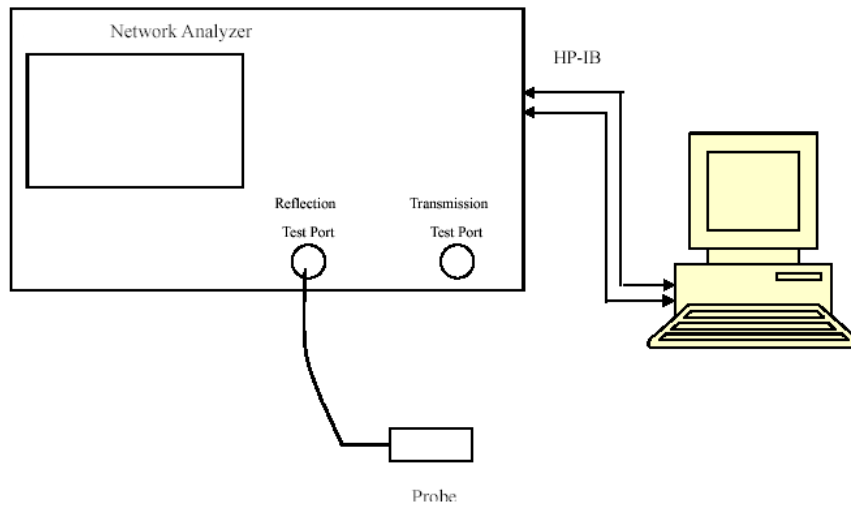 Network Analyzer
HP-IB
Reflection
Test Port
Transmission
Test Port
Probe